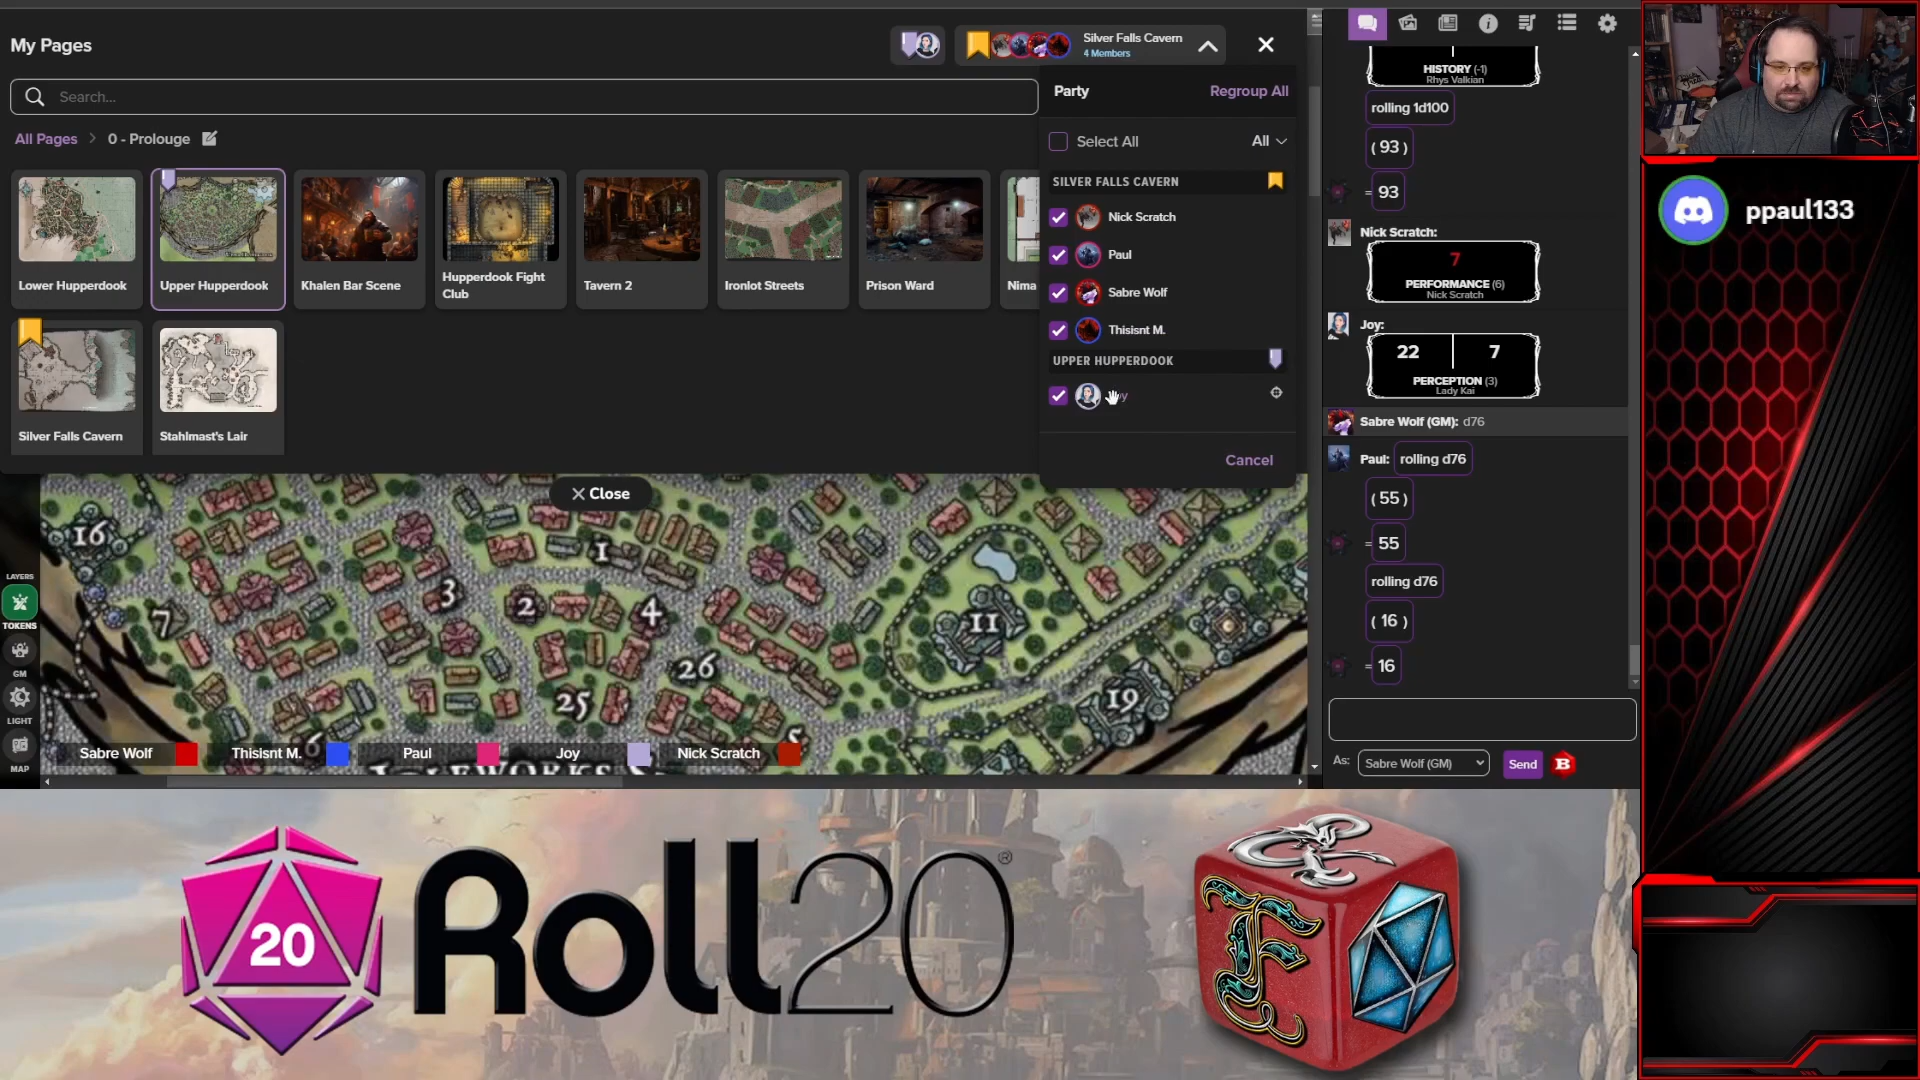 My Pages
Silver Falls Cavern
4 Members
Search...
All Pages > 0 - Prolouge
Lower Hupperdook
Upper Hupperdook
Khalen Bar Scene
Hupperdook Fight Club
Tavern 2
Ironlot Streets
Prison Ward
Nima
Silver Falls Cavern
Stahlmast's Lair
Party
Regroup All
Select All
All
SILVER FALLS CAVERN
Nick Scratch
Paul
Sabre Wolf
Thisisnt M.
UPPER HUPPERDOOK
Cancel
Close
16
1
3
2
4
7
11
26
25
19
6
5
LAYERS
TOKENS
GM
LIGHT
MAP
Sabre Wolf
Thisisnt M.
Paul
Joy
Nick Scratch
HISTORY (-1)
Rhys Valkian
rolling 1d100
(93)
=93
Nick Scratch:
7
PERFORMANCE (6)
Nick Scratch
Joy:
22 7
PERCEPTION (3)
Lady Kai
Sabre Wolf (GM): d76
Paul: rolling d76
(55)
=55
rolling d76
(16)
=16
As: Sabre Wolf (GM)
Send
B
ppaul133
20
Roll20®
E